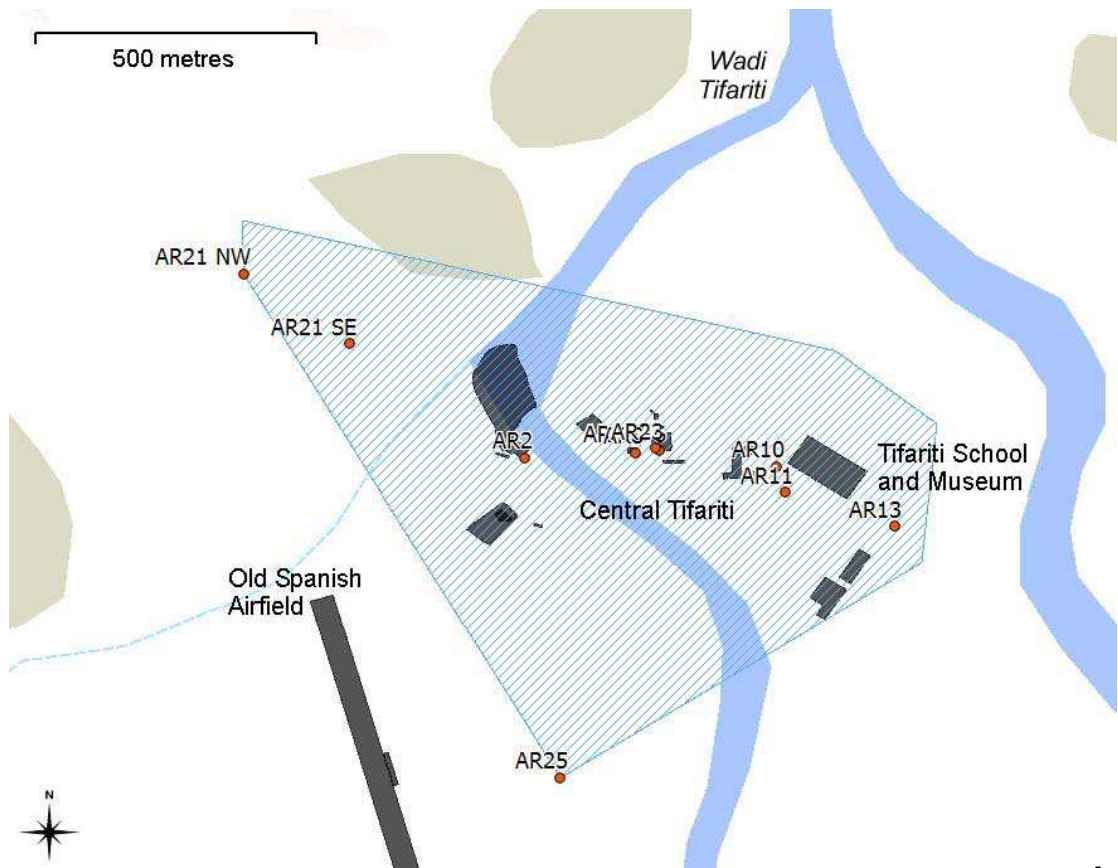 500 metres
Wadi
Tifariti
AR21 NW
AR21 SE
AR2
AR23
AR10
AR11
Tifariti School
and Museum
Central Tifariti
AR13
Old Spanish
Airfield
AR25
N